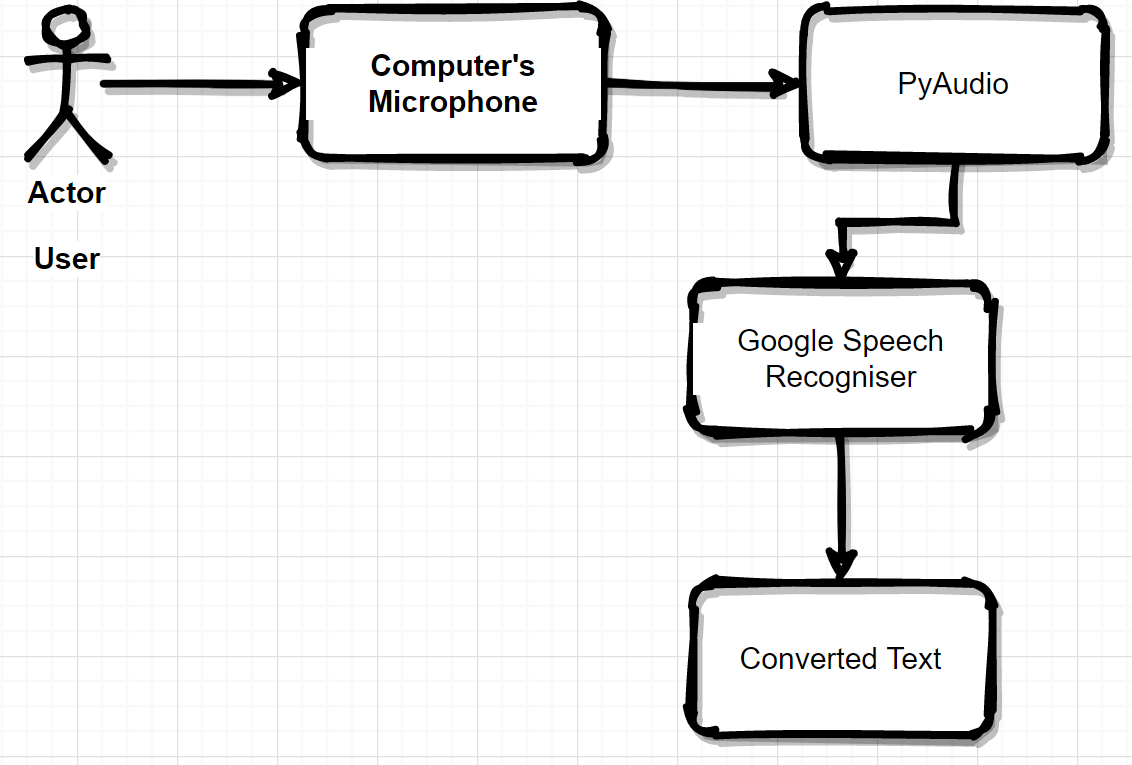 Computer's
Microphone
PyAudio
Actor
User
Google Speech
Recogniser
Converted Text